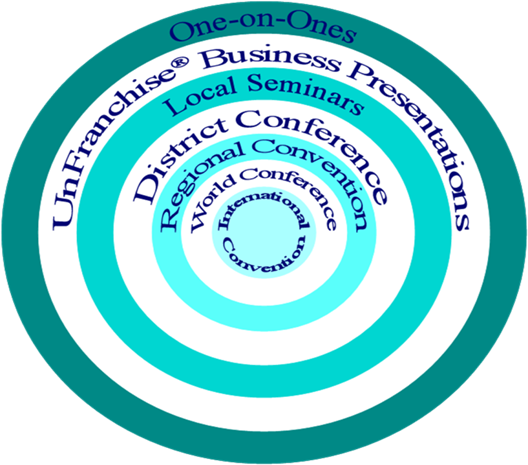 One-on-Ones
UnFranchise® Business Presentations
Local Seminars
District Conference
Regional Convention
World Conference
International
Convention